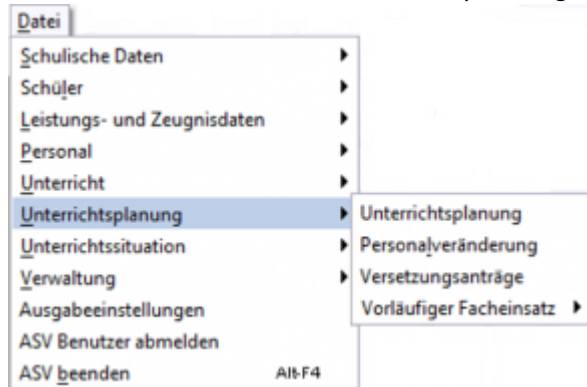 Datei
Schulische Daten
Schüler
Leistungs- und Zeugnisdaten
Personal
Unterricht
Unterrichtsplanung
Unterrichtssituation
Verwaltung
Ausgabeeinstellungen
ASV Benutzer abmelden
ASV beenden Alt-F4
Unterrichtsplanung
Personalveränderung
Versetzungsanträge
Vorläufiger Facheinsatz